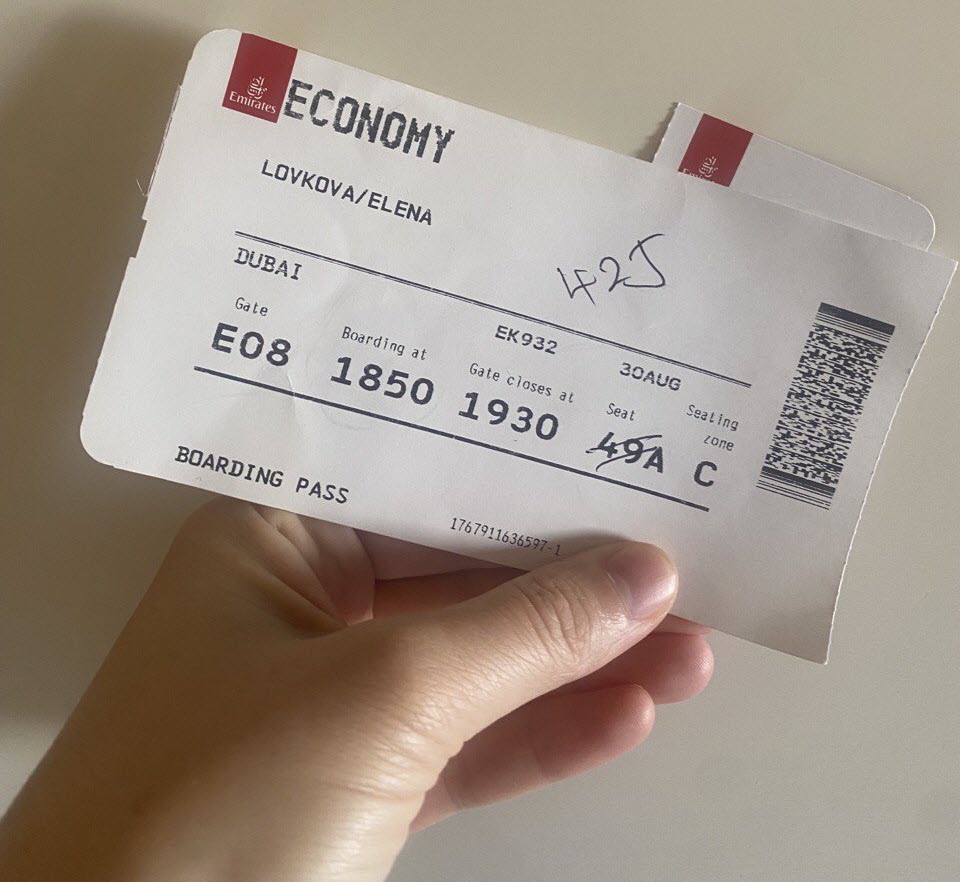 Emirates
ECONOMY
LOVKOVA/ELENA
42J
DUBAI
EK932
30AUG
Gate
Boarding at
Gate closes at
Seat
Seating zone
E08
1850
1930
49A
C
BOARDING PASS
1767911636597-1
Emirates